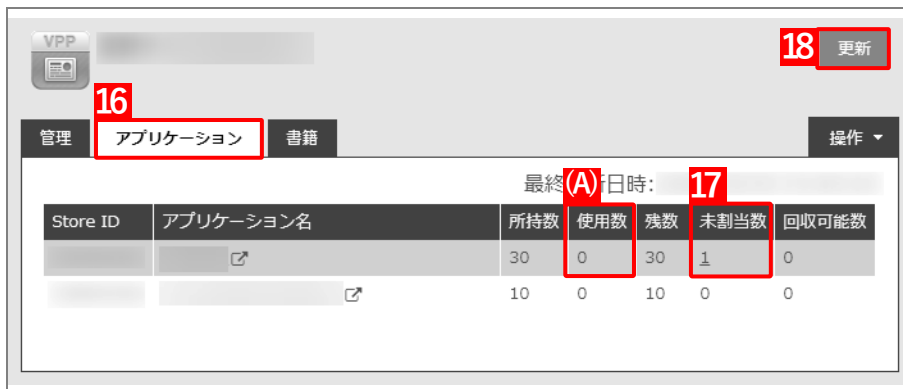 VPP
18 更新
16
管理 アプリケーション 書籍 操作
最終 (A) 新日時: 17
Store ID アプリケーション名 所持数 使用数 残数 未割当数 回収可能数
30 0 30 1 0
10 0 10 0 0